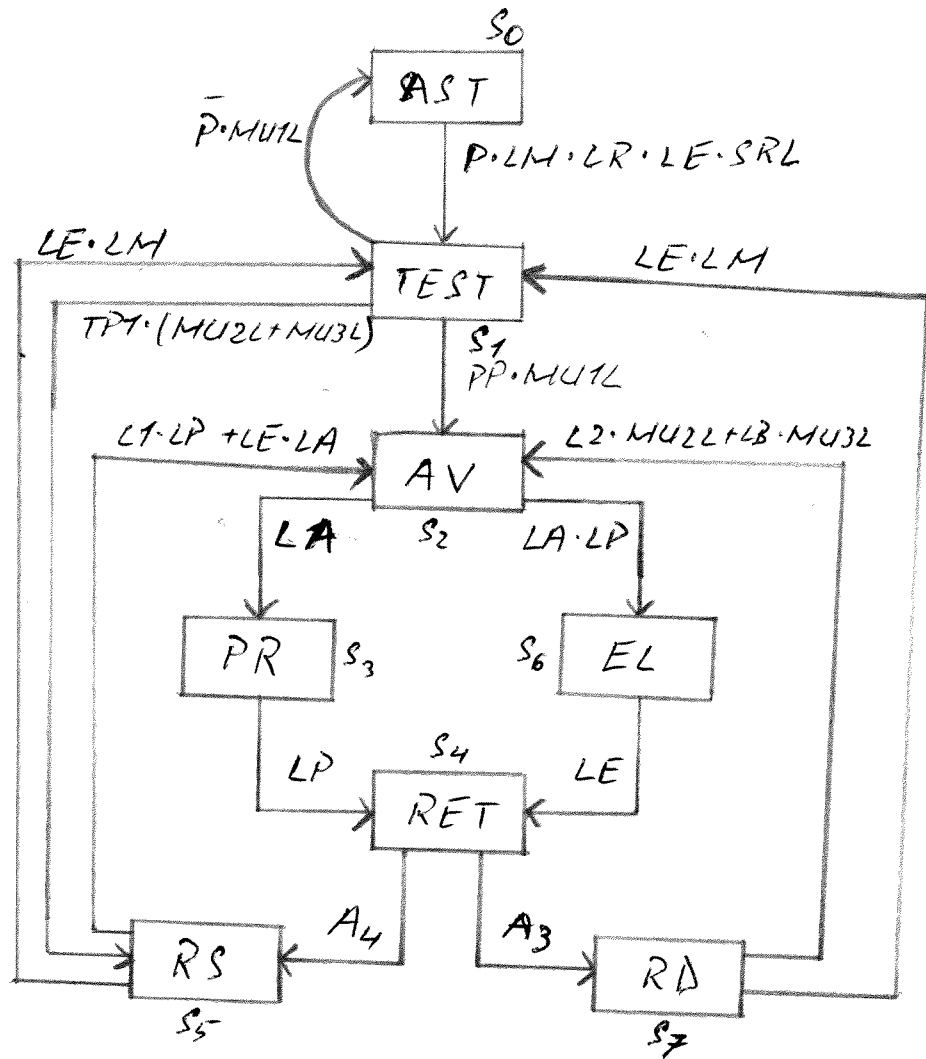 S0
AST
P̄·MU1L
P·LM·LR·LE·SRL
LE·LM
LE·LM
TEST
TP1·(MU2L+MU3L)
S1
PP·MU1L
L1·LP+LE·LA
L2·MU2L+LB·MU3L
AV
LA
S2
LA·LP
PR
S3
S6
EL
S4
LP
LE
RET
A4
A3
RS
RD
S5
S7